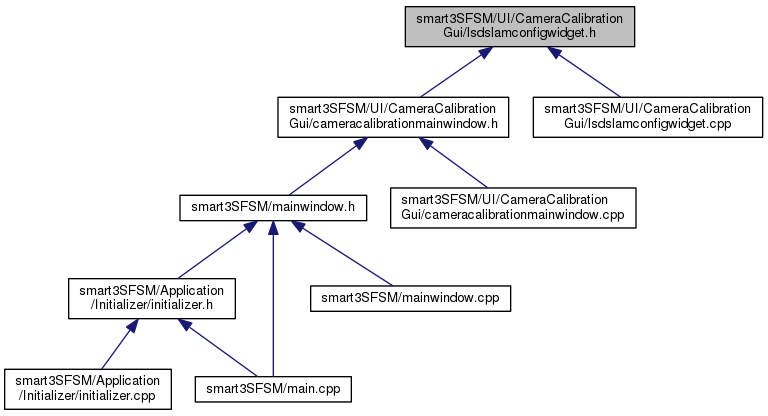 smart3SFSM/UI/CameraCalibration
Gui/lsdslamconfigwidget.h
smart3SFSM/UI/CameraCalibration
Gui/cameracalibrationmainwindow.h
smart3SFSM/UI/CameraCalibration
Gui/lsdslamconfigwidget.cpp
smart3SFSM/mainwindow.h
smart3SFSM/UI/CameraCalibration
Gui/cameracalibrationmainwindow.cpp
smart3SFSM/Application
/Initializer/initializer.h
smart3SFSM/mainwindow.cpp
smart3SFSM/Application
/Initializer/initializer.cpp
smart3SFSM/main.cpp